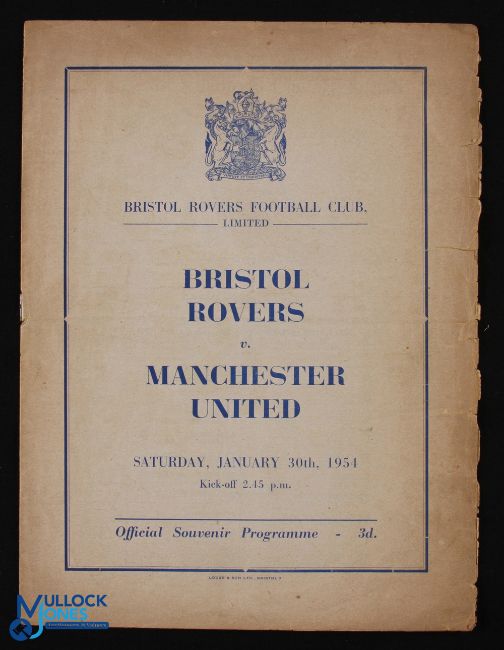 BRISTOL ROVERS FOOTBALL CLUB,
LIMITED
BRISTOL
ROVERS
v.
MANCHESTER
UNITED
SATURDAY, JANUARY 30th, 1954
Kick-off 2.45 p.m.
Official Souvenir Programme - 3d.
MULLOCK
JONES